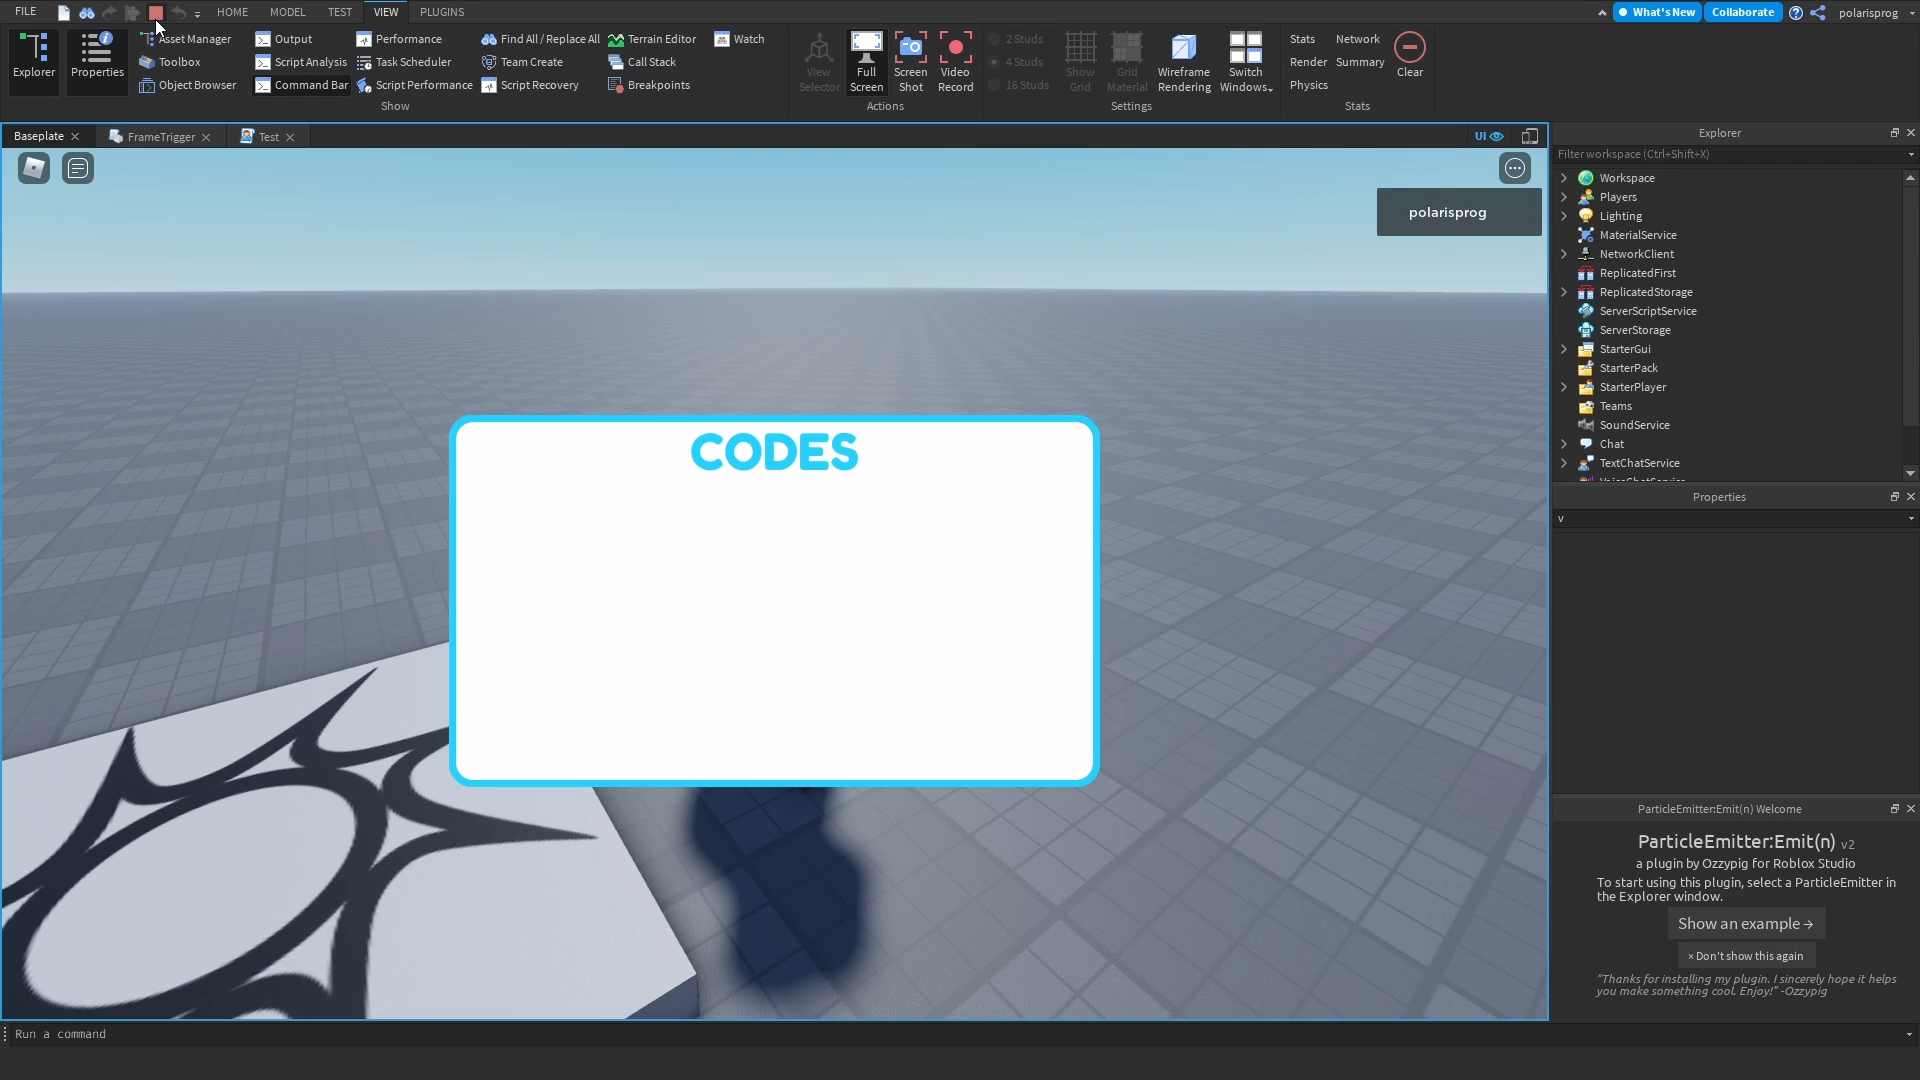 FILE
HOME
MODEL
TEST
VIEW
PLUGINS
What's New
Collaborate
polarisprog
Explorer
Properties
Asset Manager
Toolbox
Object Browser
Output
Script Analysis
Command Bar
Performance
Task Scheduler
Script Performance
Find All / Replace All
Team Create
Script Recovery
Terrain Editor
Call Stack
Breakpoints
Watch
Show
View
Selector
Full
Screen
Screen
Shot
Video
Record
Actions
2 Studs
4 Studs
16 Studs
Show
Grid
Grid
Material
Wireframe
Rendering
Switch
Windows
Settings
Stats
Render
Physics
Network
Summary
Clear
Stats
Baseplate
FrameTrigger
Test
UI
polarisprog
CODES
Explorer
Filter workspace (Ctrl+Shift+X)
Workspace
Players
Lighting
MaterialService
NetworkClient
ReplicatedFirst
ReplicatedStorage
ServerScriptService
ServerStorage
StarterGui
StarterPack
StarterPlayer
Teams
SoundService
Chat
TextChatService
Properties
v
ParticleEmitter:Emit(n) Welcome
ParticleEmitter:Emit(n) v2
a plugin by Ozzypig for Roblox Studio
To start using this plugin, select a ParticleEmitter in
the Explorer window.
Show an example →
× Don't show this again
"Thanks for installing my plugin. I sincerely hope it helps
you make something cool. Enjoy!" -Ozzypig
Run a command